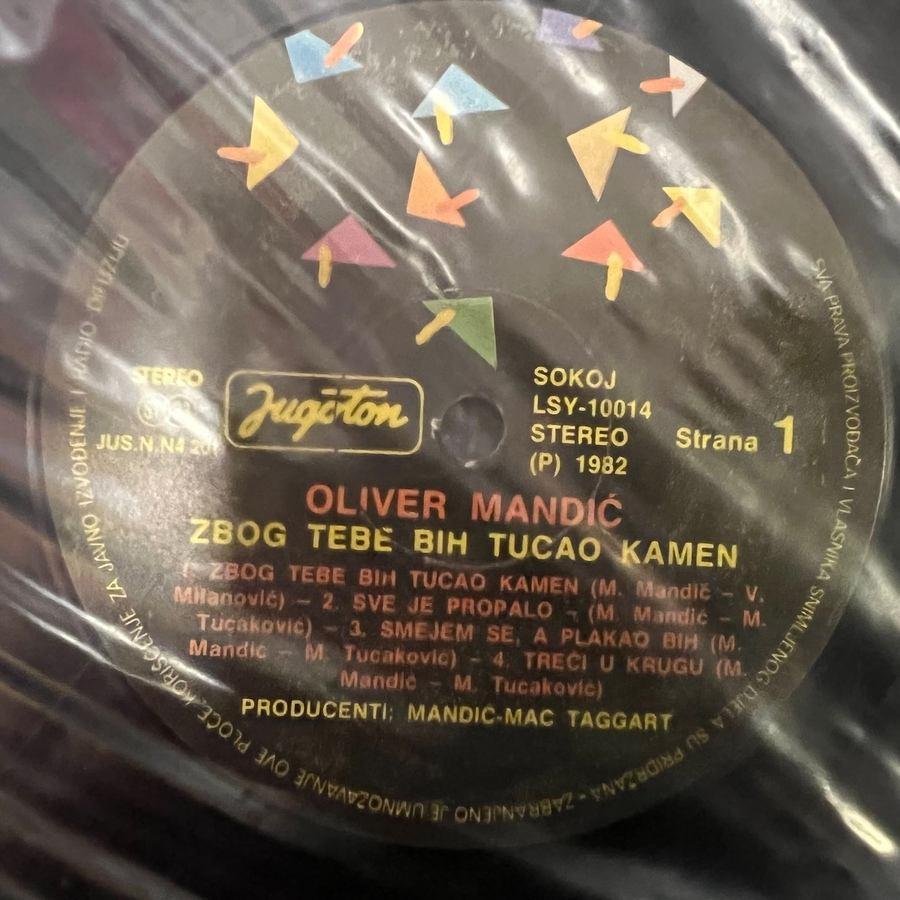 STEREO
JUS.N.N4
Jugoton
SOKOJ
LSY-10014
STEREO
(P) 1982
Strana 1
OLIVER MANDIĆ
ZBOG TEBE BIH TUCAO KAMEN
1. ZBOG TEBE BIH TUCAO KAMEN (M. Mandić – V.
Milanović) – 2. SVE JE PROPALO – (M. Mandić – M.
Tucaković) – 3. SMEJEM SE, A PLAKAO BIH (M.
Mandić – M. Tucaković) – 4. TREĆI U KRUGU (M.
Mandić – M. Tucaković)
PRODUCENTI: MANDIĆ-MAC TAGGART
SVA PRAVA PROIZVOĐAČA I VLASNIKA SNIMLJENOG DJELA SU PRIDRŽANA - ZABRANJENO JE UMNOŽAVANJE OVE PLOČE, KORIŠĆENJE ZA JAVNO IZVOĐENJE I RADIO